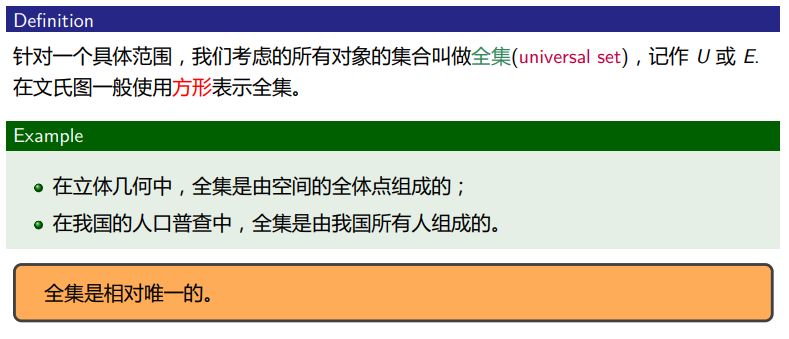 Definition
针对一个具体范围，我们考虑的所有对象的集合叫做全集(universal set)，记作 U 或 E.
在文氏图一般使用方形表示全集。
Example
在立体几何中，全集是由空间的全体点组成的；
在我国的人口普查中，全集是由我国所有人组成的。
全集是相对唯一的。